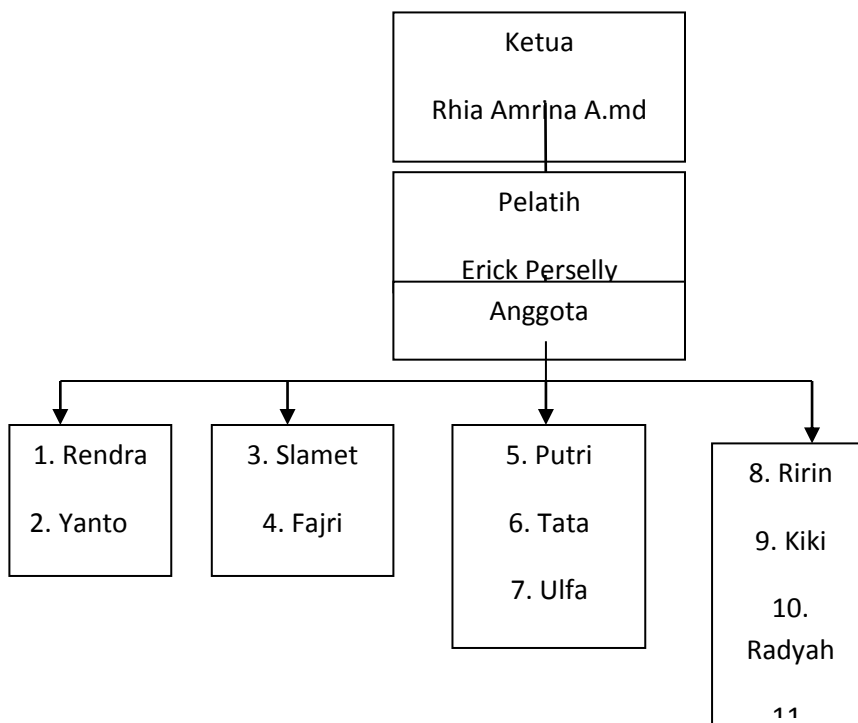 Ketua
Rhia Amrina A.md
Pelatih
Erick Perselly
Anggota
1. Rendra
2. Yanto
3. Slamet
4. Fajri
5. Putri
6. Tata
7. Ulfa
8. Ririn
9. Kiki
10.
Radyah
11.